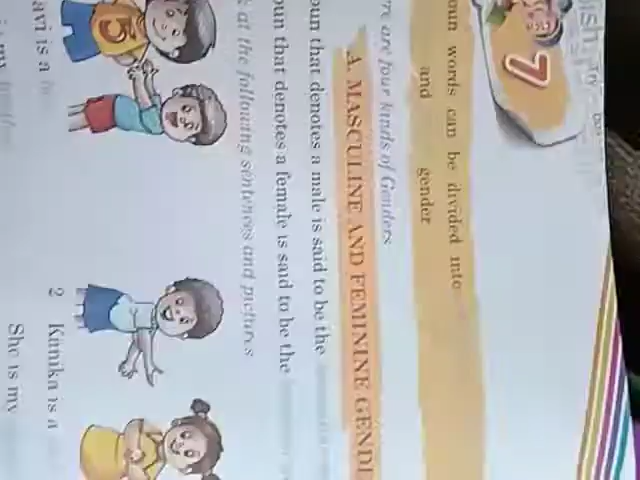 7
oun words can be divided into
and gender
re are four kinds of Genders
A. MASCULINE AND FEMININE GENDE
oun that denotes a male is said to be the
oun that denotes a female is said to be the
at the following sentences and pictures
avi is a
2 Kanika is a
She is my